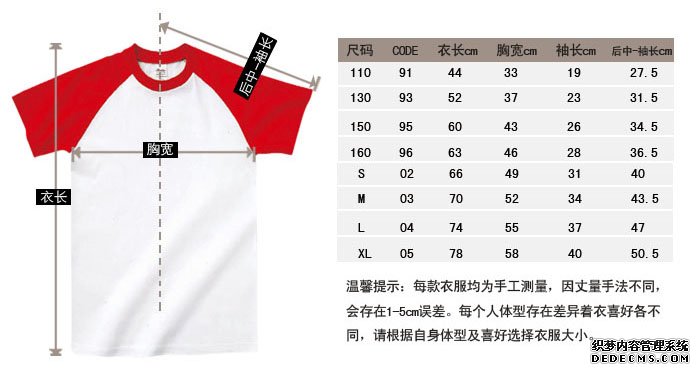 后中-袖长
胸宽
衣长
尺码 CODE 衣长cm 胸宽cm 袖长cm 后中-袖长cm
110 91 44 33 19 27.5
130 93 52 37 23 31.5
150 95 60 43 26 34.5
160 96 63 46 28 36.5
S 02 66 49 31 40
M 03 70 52 34 43.5
L 04 74 55 37 47
XL 05 78 58 40 50.5
温馨提示：每款衣服均为手工测量，因丈量手法不同，
会存在1-5cm误差。每个人体型存在差异着衣喜好各不
同，请根据自身体型及喜好选择衣服大小。
织梦内容管理系统
DEDECMS.COM